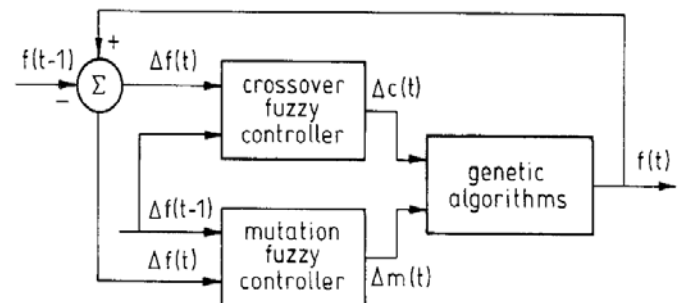 f(t-1)
+
−
Σ
Δf(t)
crossover
fuzzy
controller
Δc(t)
genetic
algorithms
f(t)
Δf(t-1)
Δf(t)
mutation
fuzzy
controller
Δm(t)